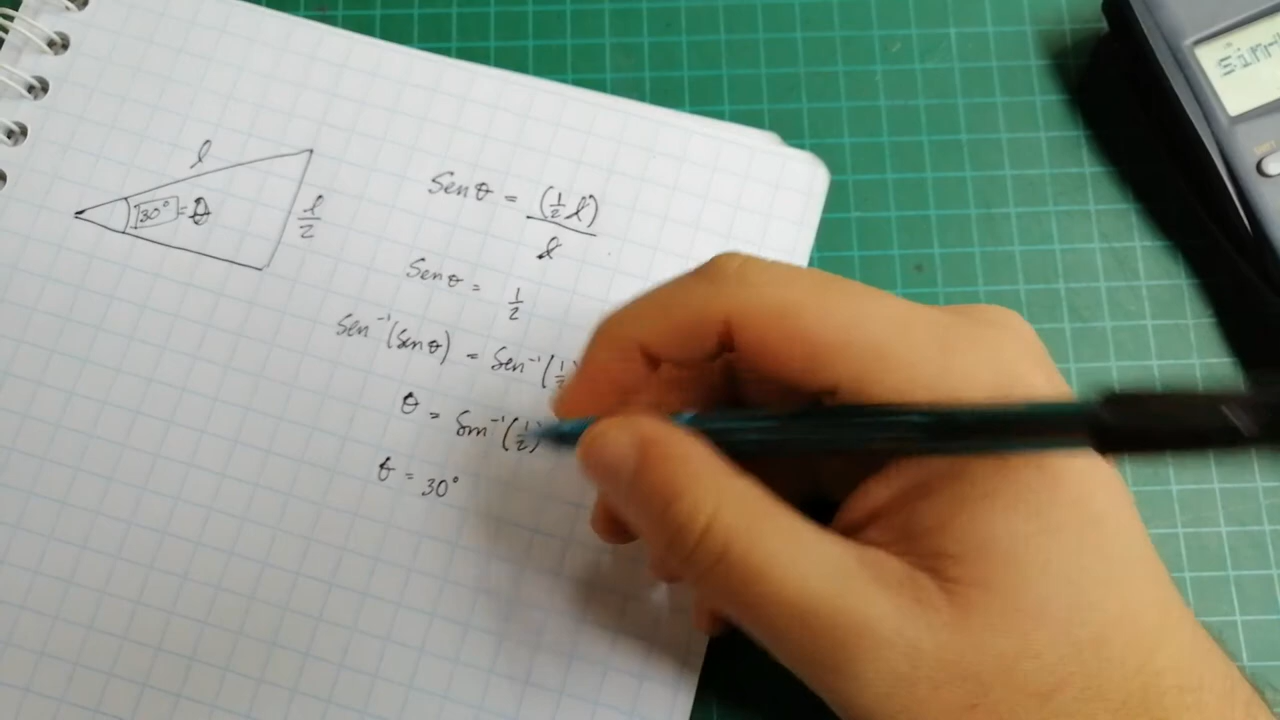 l
30° = θ
l/2
Sen θ = (1/2 l) / l
Sen θ = 1/2
Sen⁻¹(Sen θ) = Sen⁻¹(1/2)
θ = Sen⁻¹(1/2)
θ = 30°
SHIFT